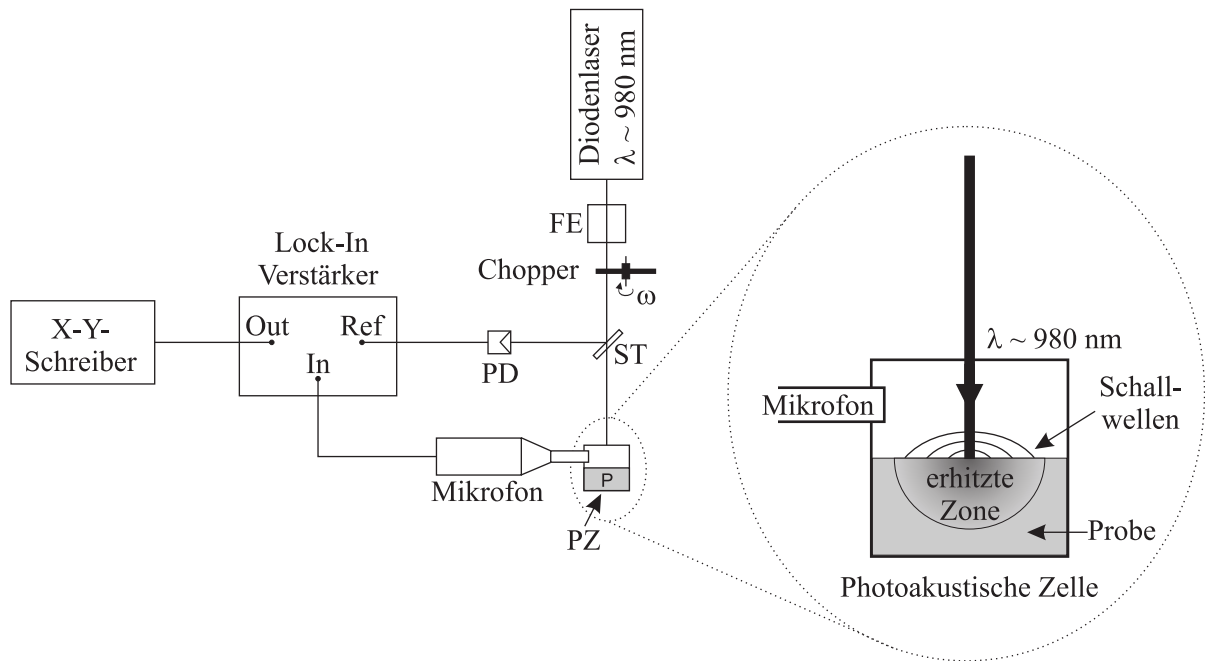 Diodenlaser
λ ~ 980 nm
FE
Chopper
ω
Lock-In
Verstärker
X-Y-
Schreiber
Out
Ref
In
PD
ST
Mikrofon
P
PZ
λ ~ 980 nm
Mikrofon
Schall-
wellen
erhitzte
Zone
Probe
Photoakustische Zelle